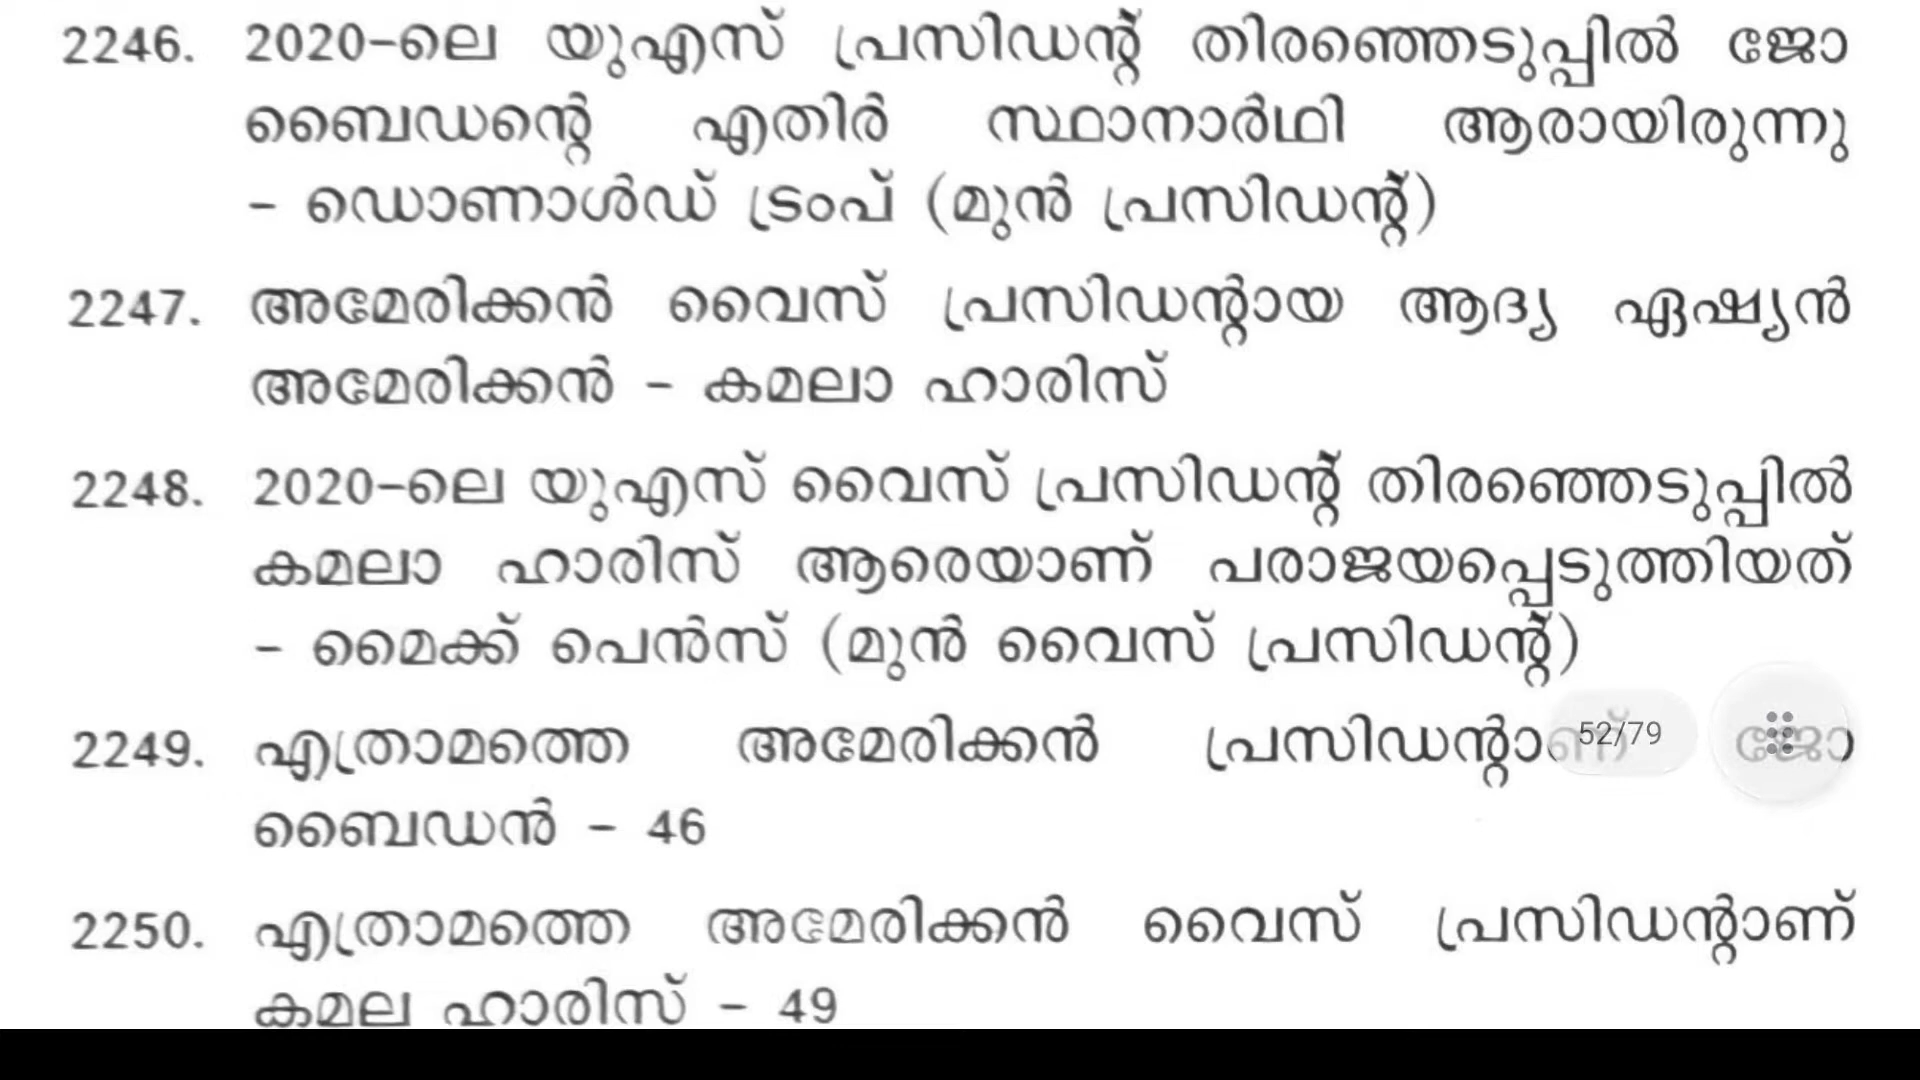 2246. 2020-ലെ യുഎസ് പ്രസിഡന്റ് തിരഞ്ഞെടുപ്പിൽ ജോ
ബൈഡന്റെ എതിർ സ്ഥാനാർഥി ആരായിരുന്നു
- ഡൊണാൾഡ് ട്രംപ് (മുൻ പ്രസിഡന്റ്)
2247. അമേരിക്കൻ വൈസ് പ്രസിഡന്റായ ആദ്യ ഏഷ്യൻ
അമേരിക്കൻ - കമലാ ഹാരിസ്
2248. 2020-ലെ യുഎസ് വൈസ് പ്രസിഡന്റ് തിരഞ്ഞെടുപ്പിൽ
കമലാ ഹാരിസ് ആരെയാണ് പരാജയപ്പെടുത്തിയത്
- മൈക്ക് പെൻസ് (മുൻ വൈസ് പ്രസിഡന്റ്)
2249. എത്രാമത്തെ അമേരിക്കൻ പ്രസിഡന്റാണ് ജോ
52/79
ബൈഡൻ - 46
2250. എത്രാമത്തെ അമേരിക്കൻ വൈസ് പ്രസിഡന്റാണ്
കമല ഹാരിസ് - 49